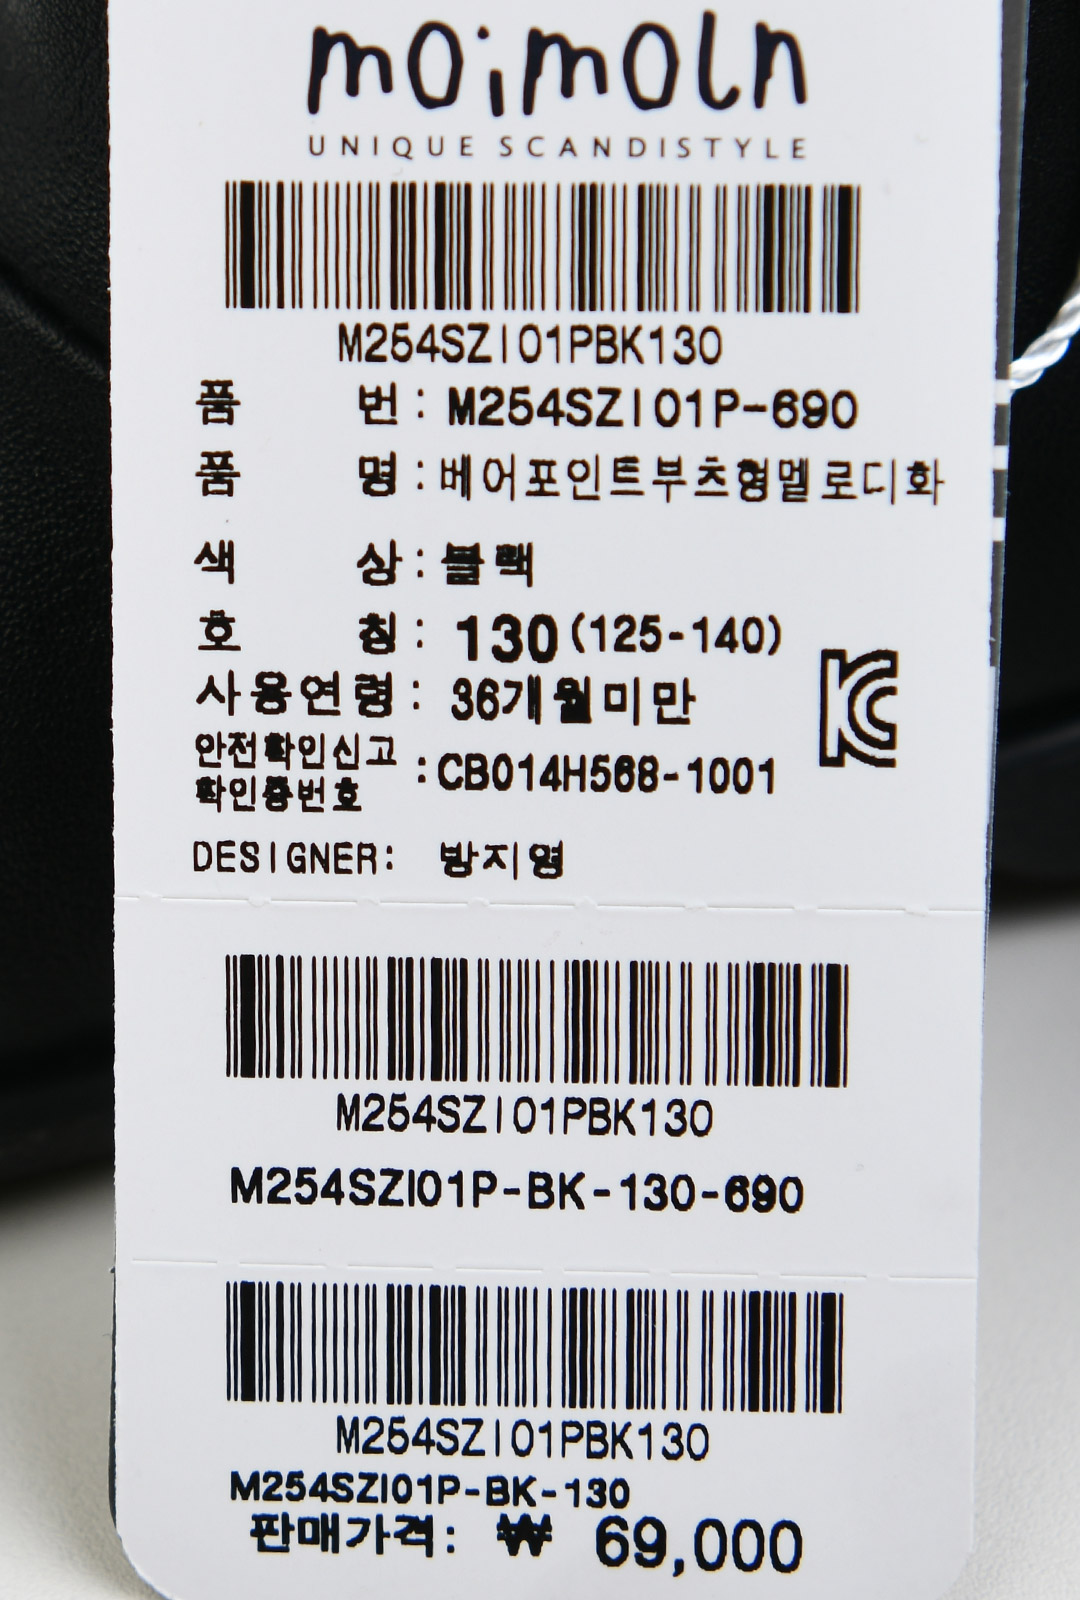 moimoln
UNIQUE SCANDISTYLE
M254SZI01PBK130
품 번 : M254SZI01P-690
품 명 : 베어포인트부츠형멜로디화
색 상 : 블랙
호 칭 : 130(125-140)
사용연령 : 36개월미만
안전확인신고
확인증번호 : CB014H568-1001
KC
DESIGNER: 방지영
M254SZI01PBK130
M254SZI01P-BK-130-690
M254SZI01PBK130
M254SZI01P-BK-130
판매가격: ₩ 69,000